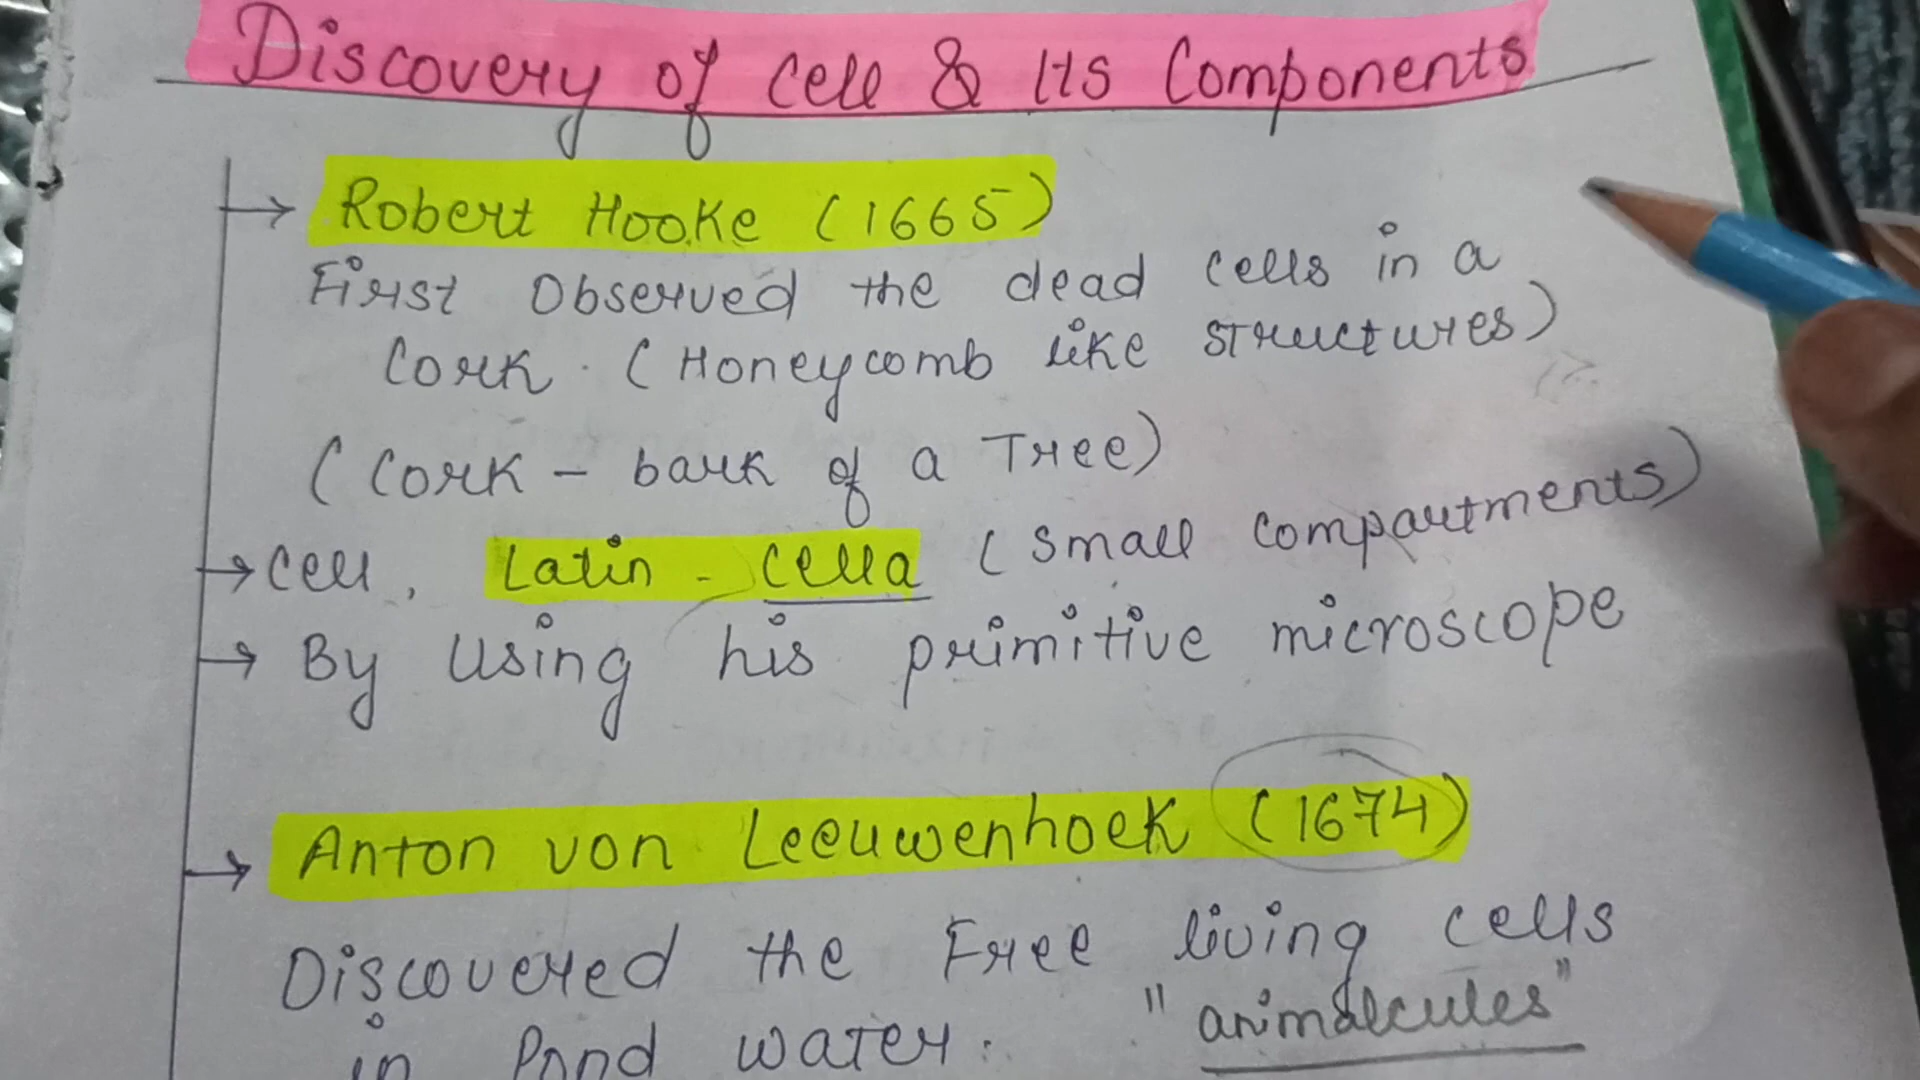 Discovery of Cell & Its Components
→ Robert Hooke (1665)
First Observed the dead cells in a
Cork. (Honeycomb like structures)
(Cork - bark of a Tree)
→ Cell, Latin - Cella (small compartments)
→ By Using his primitive microscope
→ Anton von Leeuwenhoek (1674)
Discovered the Free living cells
in Pond water. "animalcules"